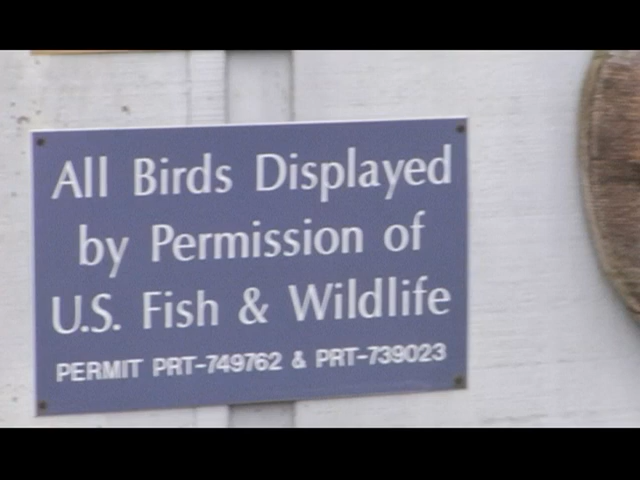 All Birds Displayed
by Permission of
U.S. Fish & Wildlife
PERMIT PRT-749762 & PRT-739023